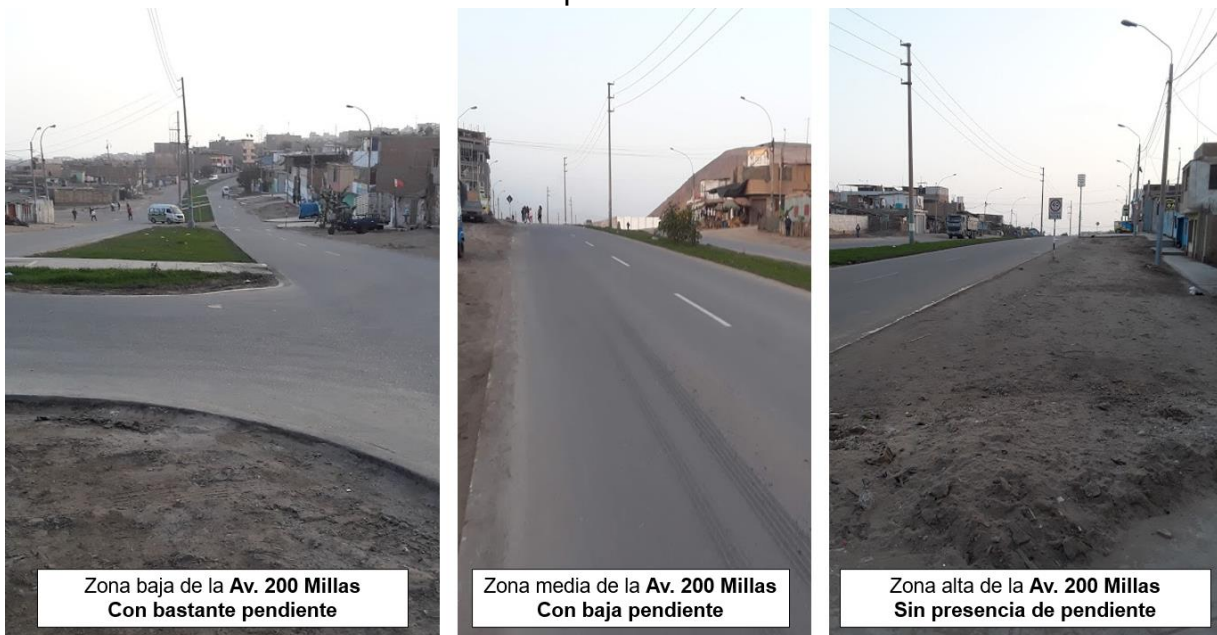 Zona baja de la Av. 200 Millas
Con bastante pendiente
Zona media de la Av. 200 Millas
Con baja pendiente
Zona alta de la Av. 200 Millas
Sin presencia de pendiente